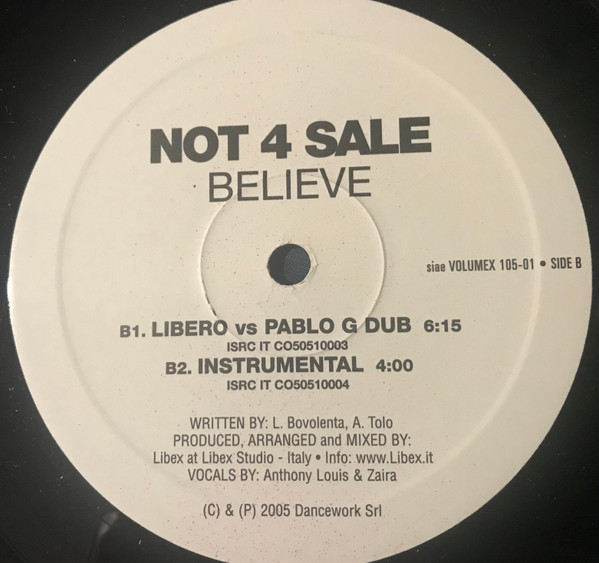 NOT 4 SALE
BELIEVE
siae VOLUMEX 105-01 • SIDE B
B1. LIBERO vs PABLO G DUB 6:15
ISRC IT CO50510003
B2. INSTRUMENTAL 4:00
ISRC IT CO50510004
WRITTEN BY: L. Bovolenta, A. Tolo
PRODUCED, ARRANGED and MIXED BY:
Libex at Libex Studio - Italy • Info: www.Libex.it
VOCALS BY: Anthony Louis & Zaira
(C) & (P) 2005 Dancework Srl